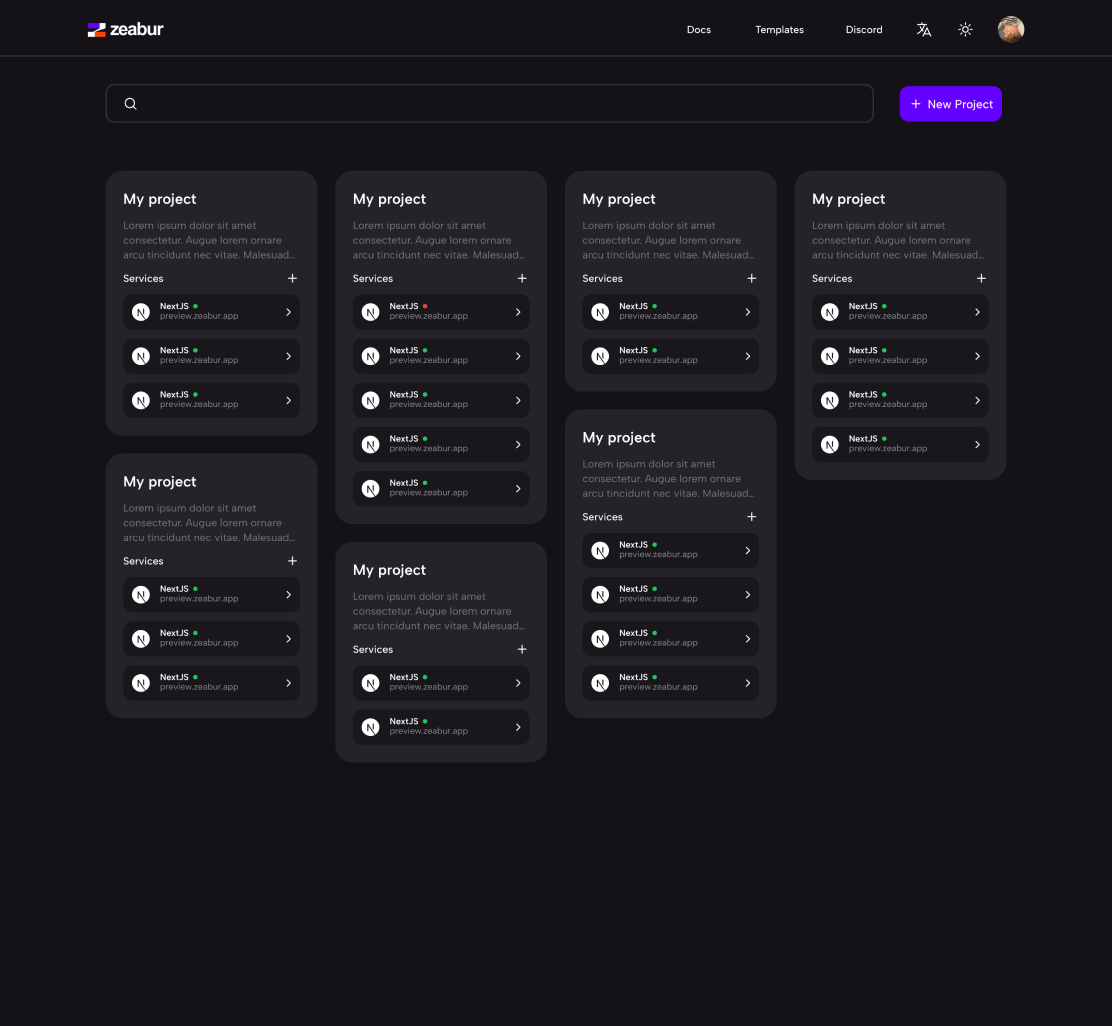 zeabur
Docs
Templates
Discord
New Project
My project
Lorem ipsum dolor sit amet
consectetur. Augue lorem ornare
arcu tincidunt nec vitae. Malesuad...
Services
NextJS
preview.zeabur.app
NextJS
preview.zeabur.app
NextJS
preview.zeabur.app
My project
Lorem ipsum dolor sit amet
consectetur. Augue lorem ornare
arcu tincidunt nec vitae. Malesuad...
Services
NextJS
preview.zeabur.app
NextJS
preview.zeabur.app
NextJS
preview.zeabur.app
My project
Lorem ipsum dolor sit amet
consectetur. Augue lorem ornare
arcu tincidunt nec vitae. Malesuad...
Services
NextJS
preview.zeabur.app
NextJS
preview.zeabur.app
NextJS
preview.zeabur.app
NextJS
preview.zeabur.app
NextJS
preview.zeabur.app
My project
Lorem ipsum dolor sit amet
consectetur. Augue lorem ornare
arcu tincidunt nec vitae. Malesuad...
Services
NextJS
preview.zeabur.app
NextJS
preview.zeabur.app
My project
Lorem ipsum dolor sit amet
consectetur. Augue lorem ornare
arcu tincidunt nec vitae. Malesuad...
Services
NextJS
preview.zeabur.app
NextJS
preview.zeabur.app
My project
Lorem ipsum dolor sit amet
consectetur. Augue lorem ornare
arcu tincidunt nec vitae. Malesuad...
Services
NextJS
preview.zeabur.app
NextJS
preview.zeabur.app
NextJS
preview.zeabur.app
NextJS
preview.zeabur.app
My project
Lorem ipsum dolor sit amet
consectetur. Augue lorem ornare
arcu tincidunt nec vitae. Malesuad...
Services
NextJS
preview.zeabur.app
NextJS
preview.zeabur.app
NextJS
preview.zeabur.app
NextJS
preview.zeabur.app